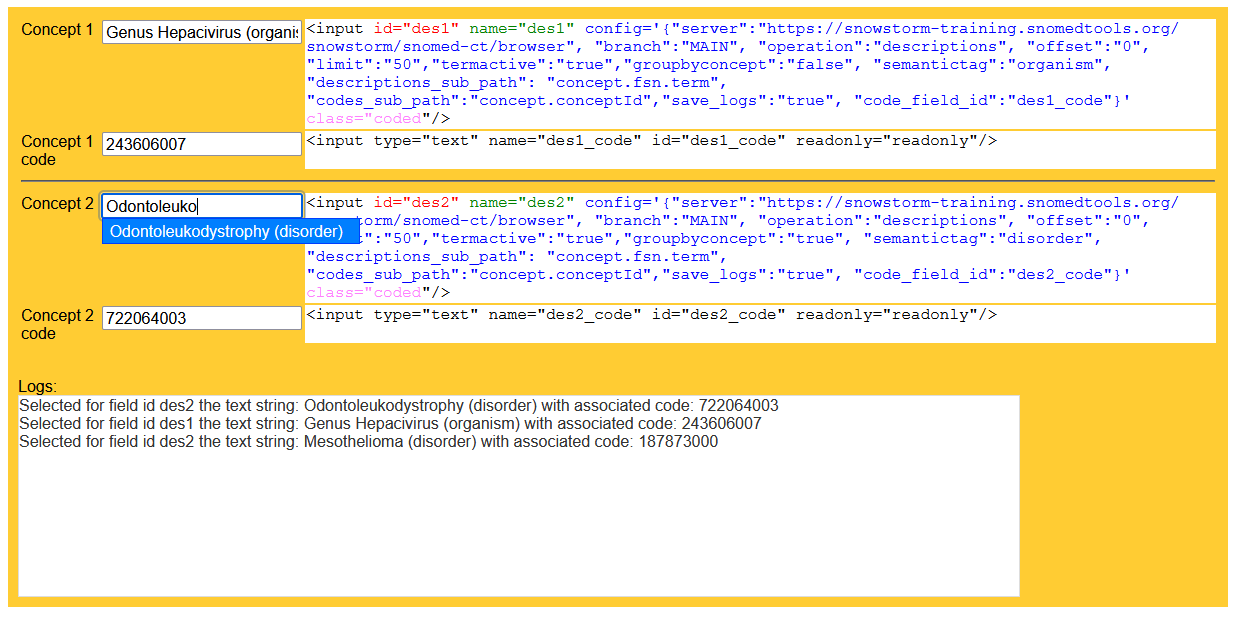 Concept 1 Genus Hepacivirus (organis <input id="des1" name="des1" config='{"server":"https://snowstorm-training.snomedtools.org/
snowstorm/snomed-ct/browser", "branch":"MAIN", "operation":"descriptions", "offset":"0",
"limit":"50","termactive":"true","groupbyconcept":"false", "semantictag":"organism",
"descriptions_sub_path": "concept.fsn.term",
"codes_sub_path":"concept.conceptId","save_logs":"true", "code_field_id":"des1_code"}'
class="coded"/>
Concept 1 243606007 <input type="text" name="des1_code" id="des1_code" readonly="readonly"/>
code
Concept 2 Odontoleuko <input id="des2" name="des2" config='{"server":"https://snowstorm-training.snomedtools.org/
Odontoleukodystrophy (disorder) torm/snomed-ct/browser", "branch":"MAIN", "operation":"descriptions", "offset":"0",
":"50","termactive":"true","groupbyconcept":"true", "semantictag":"disorder",
"descriptions_sub_path": "concept.fsn.term",
"codes_sub_path":"concept.conceptId","save_logs":"true", "code_field_id":"des2_code"}'
class="coded"/>
Concept 2 722064003 <input type="text" name="des2_code" id="des2_code" readonly="readonly"/>
code
Logs:
Selected for field id des2 the text string: Odontoleukodystrophy (disorder) with associated code: 722064003
Selected for field id des1 the text string: Genus Hepacivirus (organism) with associated code: 243606007
Selected for field id des2 the text string: Mesothelioma (disorder) with associated code: 187873000